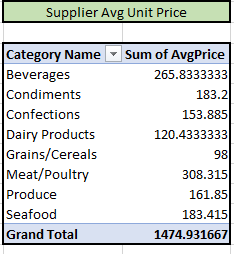 Supplier Avg Unit Price
Category Name Sum of AvgPrice
Beverages 265.8333333
Condiments 183.2
Confections 153.885
Dairy Products 120.4333333
Grains/Cereals 98
Meat/Poultry 308.315
Produce 161.85
Seafood 183.415
Grand Total 1474.931667